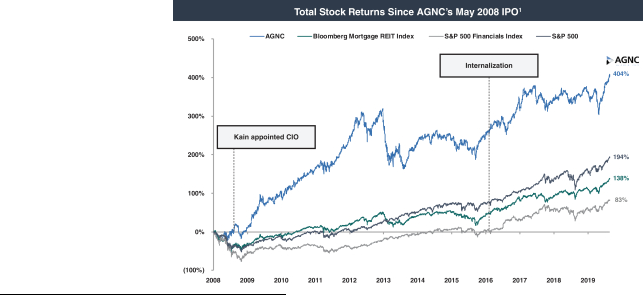 Total Stock Returns Since AGNC's May 2008 IPO¹
AGNC Bloomberg Mortgage REIT Index S&P 500 Financials Index S&P 500
500%
Internalization
AGNC
404%
400%
300%
Kain appointed CIO
200%
194%
138%
100%
83%
0%
(100%)
2008 2009 2010 2011 2012 2013 2014 2015 2016 2017 2018 2019